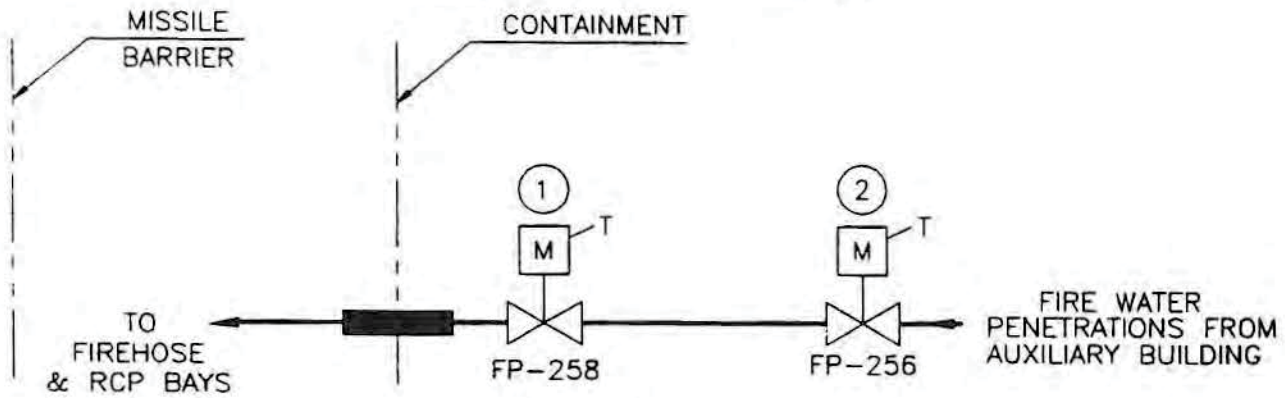 MISSILE
BARRIER
CONTAINMENT
1
2
M
T
M
T
TO
FIREHOSE
& RCP BAYS
FP-258
FP-256
FIRE WATER
PENETRATIONS FROM
AUXILIARY BUILDING